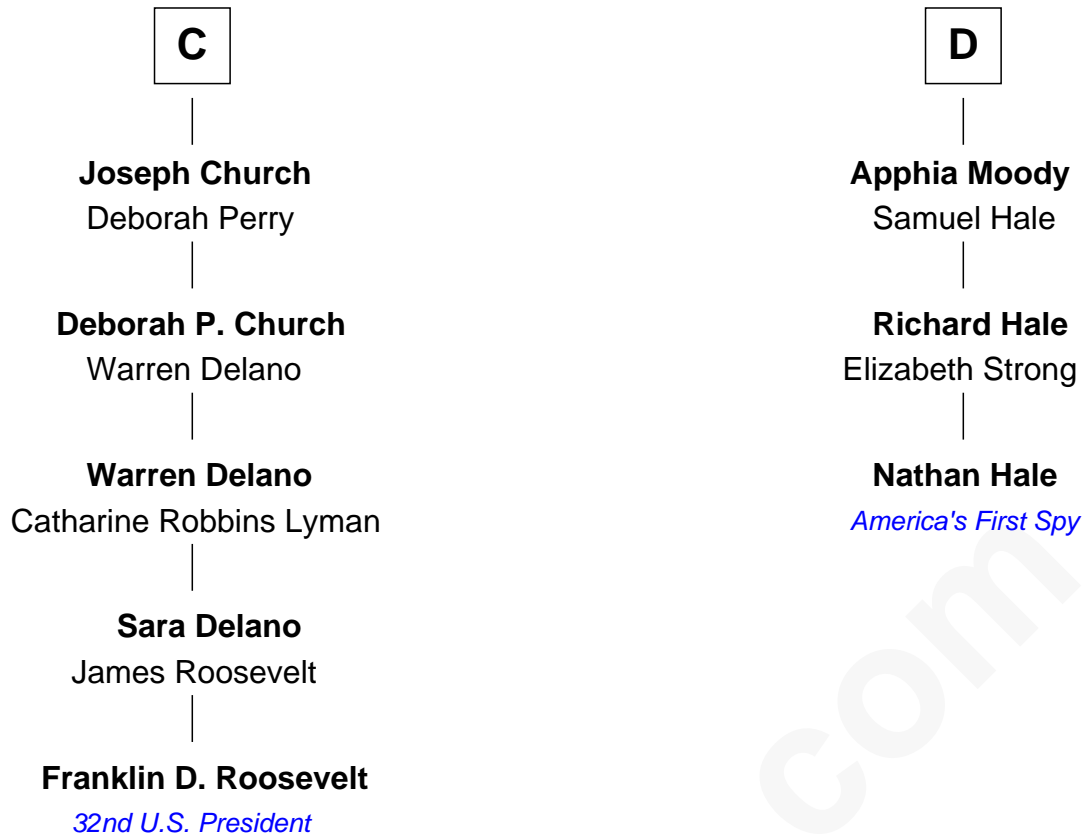 C
Joseph Church
Deborah Perry
Deborah P. Church
Warren Delano
Warren Delano
Catharine Robbins Lyman
Sara Delano
James Roosevelt
Franklin D. Roosevelt
32nd U.S. President
D
Apphia Moody
Samuel Hale
Richard Hale
Elizabeth Strong
Nathan Hale
America's First Spy
com